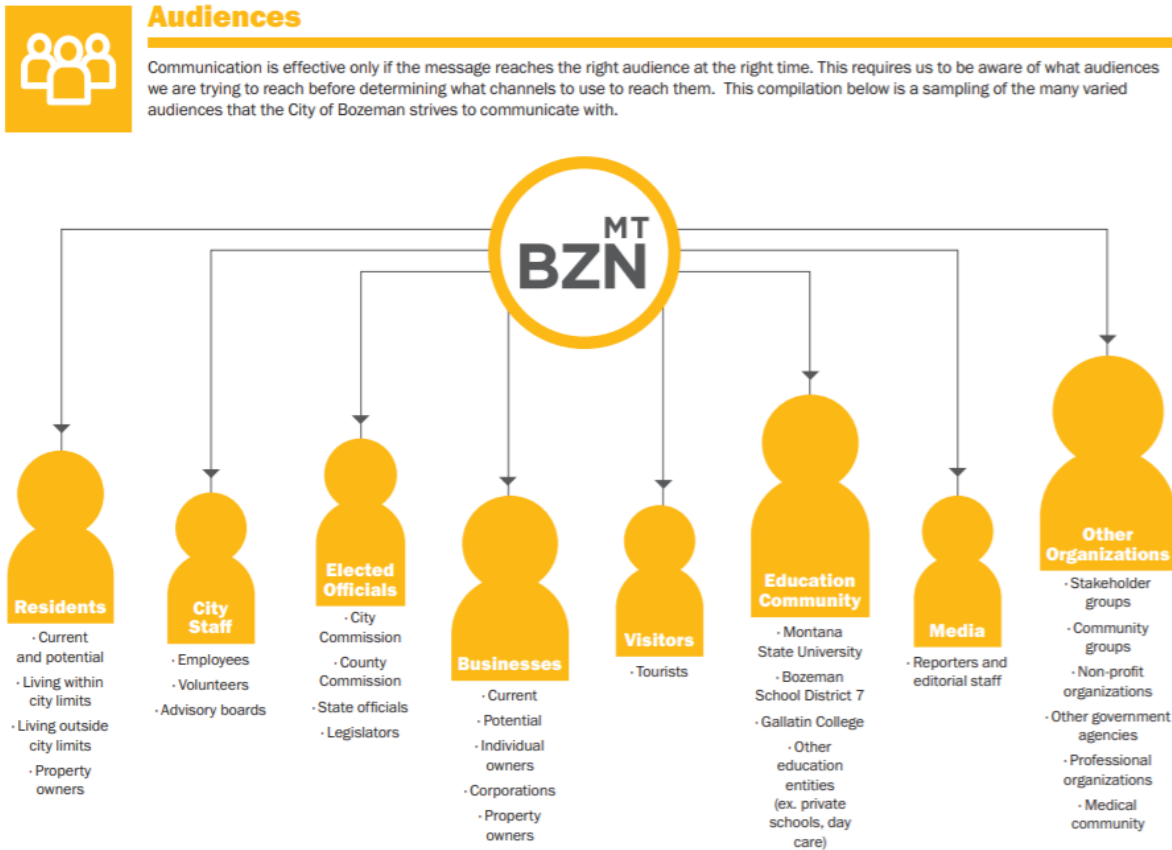 Audiences
Communication is effective only if the message reaches the right audience at the right time. This requires us to be aware of what audiences
we are trying to reach before determining what channels to use to reach them. This compilation below is a sampling of the many varied
audiences that the City of Bozeman strives to communicate with.
MT
BZN
Residents
· Current
and potential
· Living within
city limits
· Living outside
city limits
· Property
owners
City
Staff
· Employees
· Volunteers
· Advisory boards
Elected
Officials
· City
Commission
· County
Commission
· State officials
· Legislators
Businesses
· Current
· Potential
· Individual
owners
· Corporations
· Property
owners
Visitors
· Tourists
Education
Community
· Montana
State University
· Bozeman
School District 7
· Gallatin College
· Other
education
entities
(ex. private
schools, day
care)
Media
· Reporters and
editorial staff
Other
Organizations
· Stakeholder
groups
· Community
groups
· Non-profit
organizations
· Other government
agencies
· Professional
organizations
· Medical
community